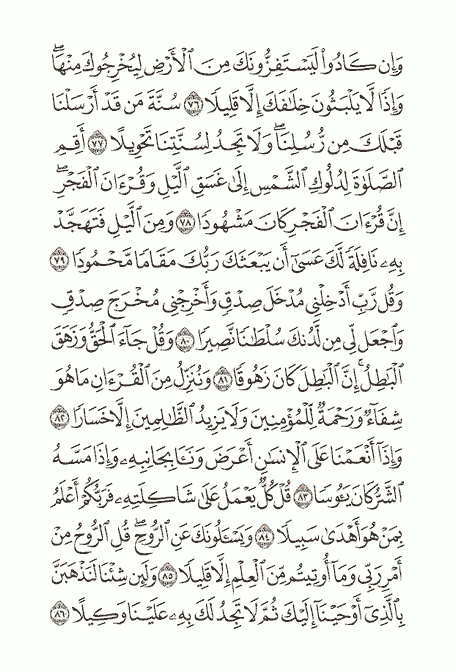 وَإِن كَادُوا۟ لَيَسْتَفِزُّونَكَ مِنَ ٱلْأَرْضِ لِيُخْرِجُوكَ مِنْهَا ۖ
وَإِذًا لَّا يَلْبَثُونَ خِلَٰفَكَ إِلَّا قَلِيلًا ٧٦ سُنَّةَ مَن قَدْ أَرْسَلْنَا
قَبْلَكَ مِن رُّسُلِنَا ۖ وَلَا تَجِدُ لِسُنَّتِنَا تَحْوِيلًا ٧٧ أَقِمِ
ٱلصَّلَوٰةَ لِدُلُوكِ ٱلشَّمْسِ إِلَىٰ غَسَقِ ٱلَّيْلِ وَقُرْءَانَ ٱلْفَجْرِ ۖ
إِنَّ قُرْءَانَ ٱلْفَجْرِ كَانَ مَشْهُودًا ٧٨ وَمِنَ ٱلَّيْلِ فَتَهَجَّدْ
بِهِۦ نَافِلَةً لَّكَ عَسَىٰٓ أَن يَبْعَثَكَ رَبُّكَ مَقَامًا مَّحْمُودًا ٧٩
وَقُل رَّبِّ أَدْخِلْنِى مُدْخَلَ صِدْقٍ وَأَخْرِجْنِى مُخْرَجَ صِدْقٍ
وَٱجْعَل لِّى مِن لَّدُنكَ سُلْطَٰنًا نَّصِيرًا ٨٠ وَقُلْ جَآءَ ٱلْحَقُّ وَزَهَقَ
ٱلْبَٰطِلُ ۚ إِنَّ ٱلْبَٰطِلَ كَانَ زَهُوقًا ٨١ وَنُنَزِّلُ مِنَ ٱلْقُرْءَانِ مَا هُوَ
شِفَآءٌ وَرَحْمَةٌ لِّلْمُؤْمِنِينَ ۙ وَلَا يَزِيدُ ٱلظَّٰلِمِينَ إِلَّا خَسَارًا ٨٢
وَإِذَآ أَنْعَمْنَا عَلَى ٱلْإِنسَٰنِ أَعْرَضَ وَنَـَٔا بِجَانِبِهِۦ ۖ وَإِذَا مَسَّهُ
ٱلشَّرُّ كَانَ يَـُٔوسًا ٨٣ قُلْ كُلٌّ يَعْمَلُ عَلَىٰ شَاكِلَتِهِۦ فَرَبُّكُمْ أَعْلَمُ
بِمَنْ هُوَ أَهْدَىٰ سَبِيلًا ٨٤ وَيَسْـَٔلُونَكَ عَنِ ٱلرُّوحِ ۖ قُلِ ٱلرُّوحُ مِنْ
أَمْرِ رَبِّى وَمَآ أُوتِيتُم مِّنَ ٱلْعِلْمِ إِلَّا قَلِيلًا ٨٥ وَلَئِن شِئْنَا لَنَذْهَبَنَّ
بِٱلَّذِىٓ أَوْحَيْنَآ إِلَيْكَ ثُمَّ لَا تَجِدُ لَكَ بِهِۦ عَلَيْنَا وَكِيلًا ٨٦